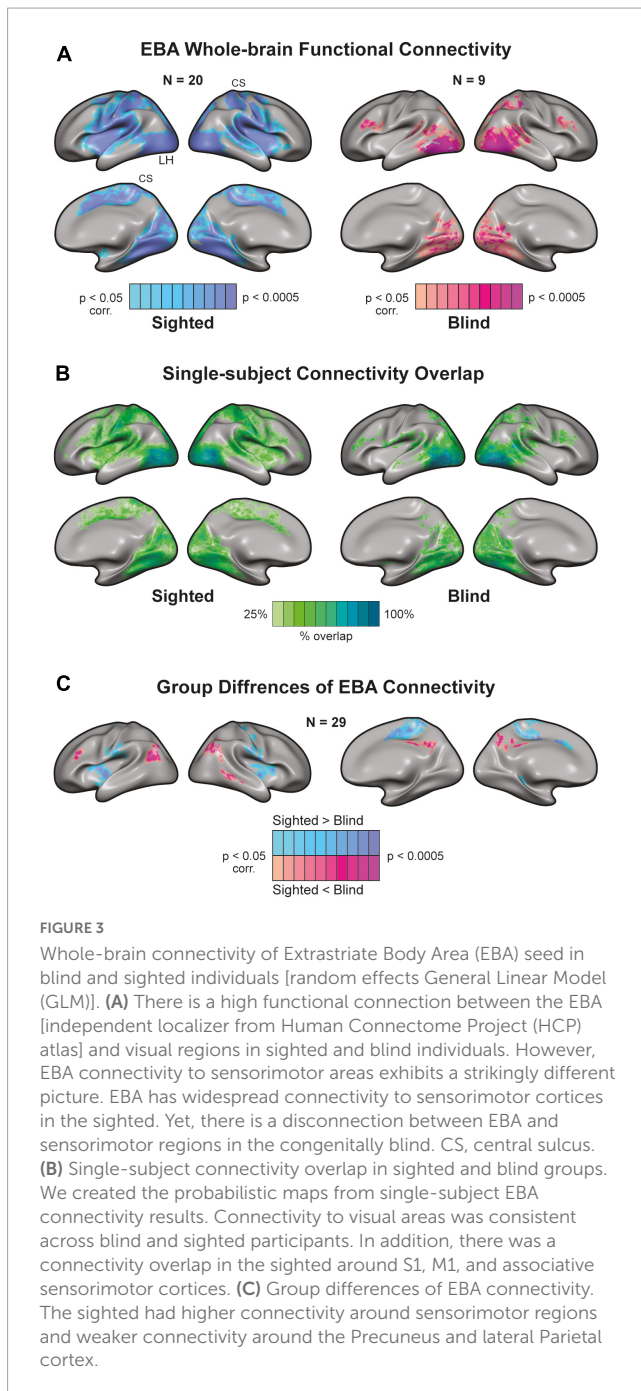 A
EBA Whole-brain Functional Connectivity
N = 20
CS
N = 9
LH
CS
p < 0.05
corr.
p < 0.0005
Sighted
p < 0.05
corr.
p < 0.0005
Blind
B
Single-subject Connectivity Overlap
Sighted
Blind
25%
100%
% overlap
C
Group Diffrences of EBA Connectivity
N = 29
Sighted > Blind
p < 0.05
corr.
p < 0.0005
Sighted < Blind
FIGURE 3
Whole-brain connectivity of Extrastriate Body Area (EBA) seed in
blind and sighted individuals [random effects General Linear Model
(GLM)]. (A) There is a high functional connection between the EBA
[independent localizer from Human Connectome Project (HCP)
atlas] and visual regions in sighted and blind individuals. However,
EBA connectivity to sensorimotor areas exhibits a strikingly different
picture. EBA has widespread connectivity to sensorimotor cortices
in the sighted. Yet, there is a disconnection between EBA and
sensorimotor regions in the congenitally blind. CS, central sulcus.
(B) Single-subject connectivity overlap in sighted and blind groups.
We created the probabilistic maps from single-subject EBA
connectivity results. Connectivity to visual areas was consistent
across blind and sighted participants. In addition, there was a
connectivity overlap in the sighted around S1, M1, and associative
sensorimotor cortices. (C) Group differences of EBA connectivity.
The sighted had higher connectivity around sensorimotor regions
and weaker connectivity around the Precuneus and lateral Parietal
cortex.